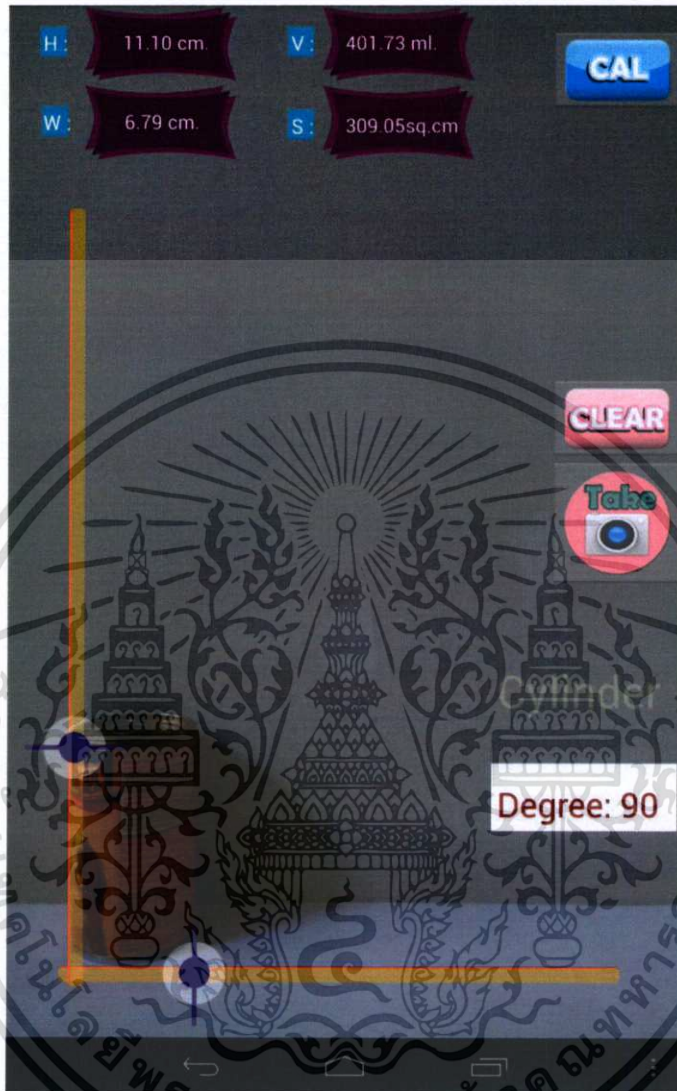 H: 11.10 cm. V: 401.73 ml.
CAL
W: 6.79 cm. S: 309.05sq.cm
CLEAR
Take
Cylinder
Degree: 90